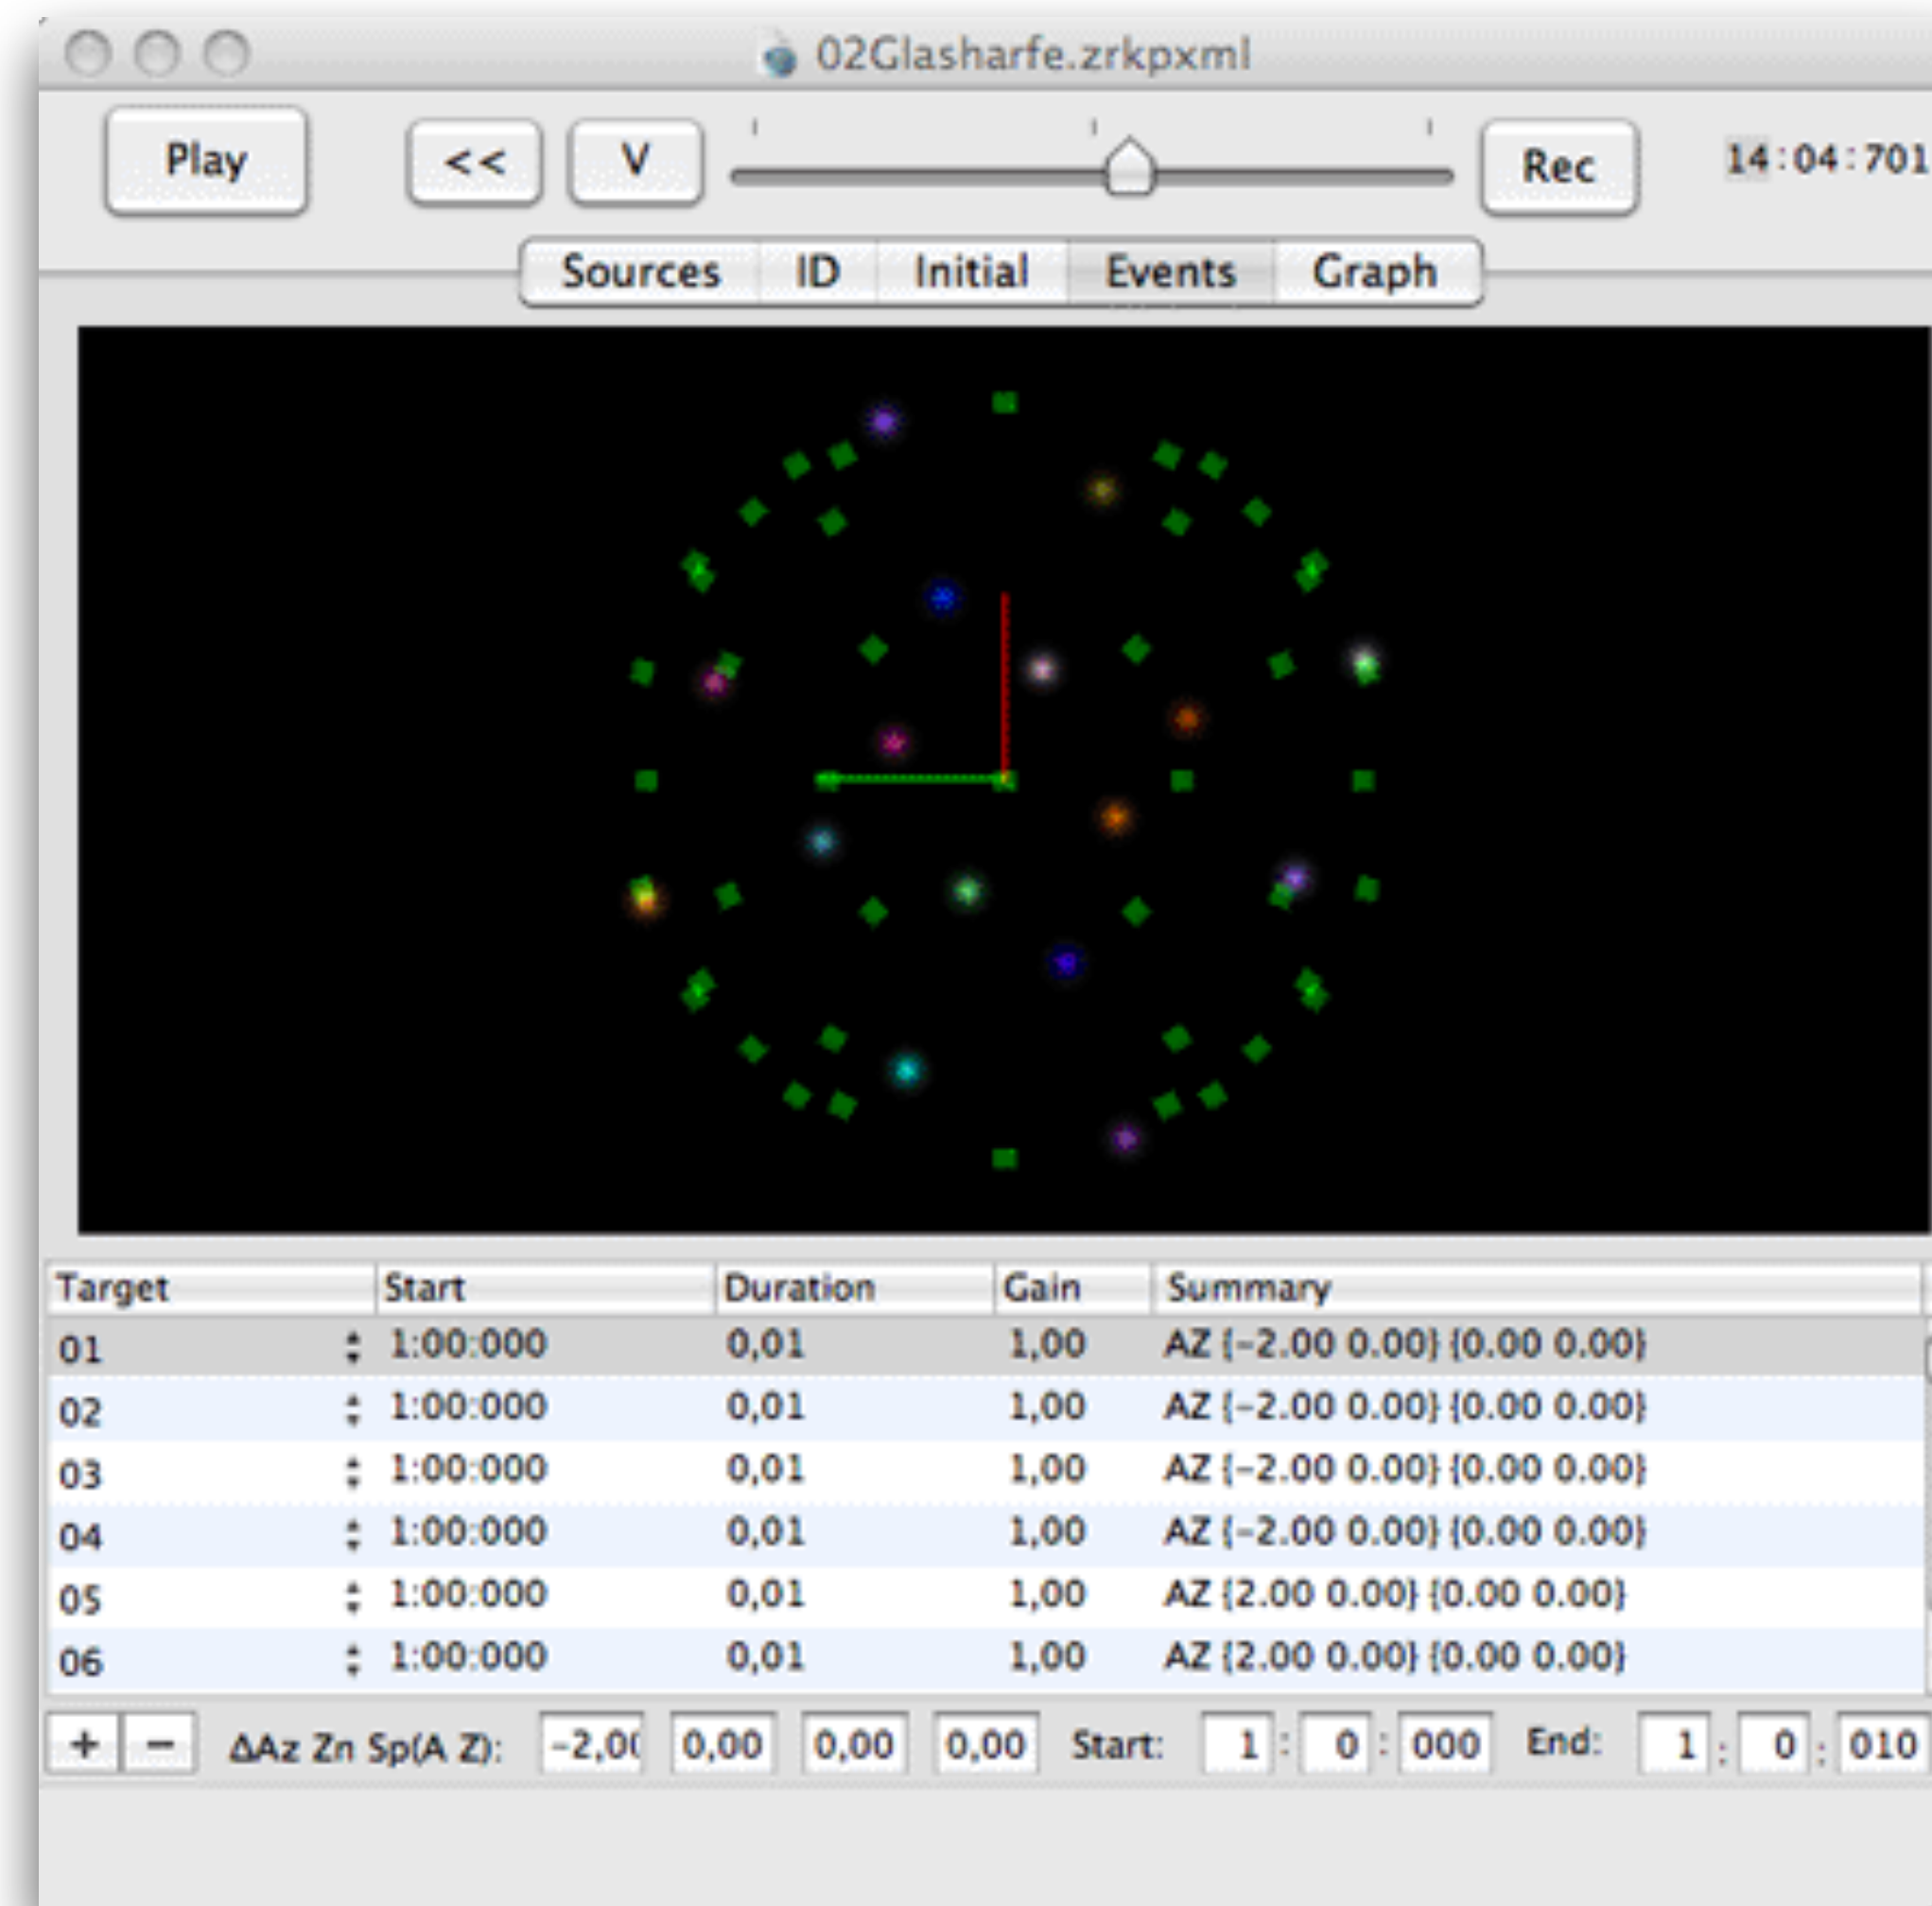 02Glasharfe.zrkpxml
Play << V Rec 14:04:701
Sources ID Initial Events Graph
Target Start Duration Gain Summary
01 1:00:000 0,01 1,00 AZ {-2.00 0.00} {0.00 0.00}
02 1:00:000 0,01 1,00 AZ {-2.00 0.00} {0.00 0.00}
03 1:00:000 0,01 1,00 AZ {-2.00 0.00} {0.00 0.00}
04 1:00:000 0,01 1,00 AZ {-2.00 0.00} {0.00 0.00}
05 1:00:000 0,01 1,00 AZ {2.00 0.00} {0.00 0.00}
06 1:00:000 0,01 1,00 AZ {2.00 0.00} {0.00 0.00}
+ − ΔAz Zn Sp(A Z): -2,00 0,00 0,00 0,00 Start: 1 : 0 : 000 End: 1 : 0 : 010